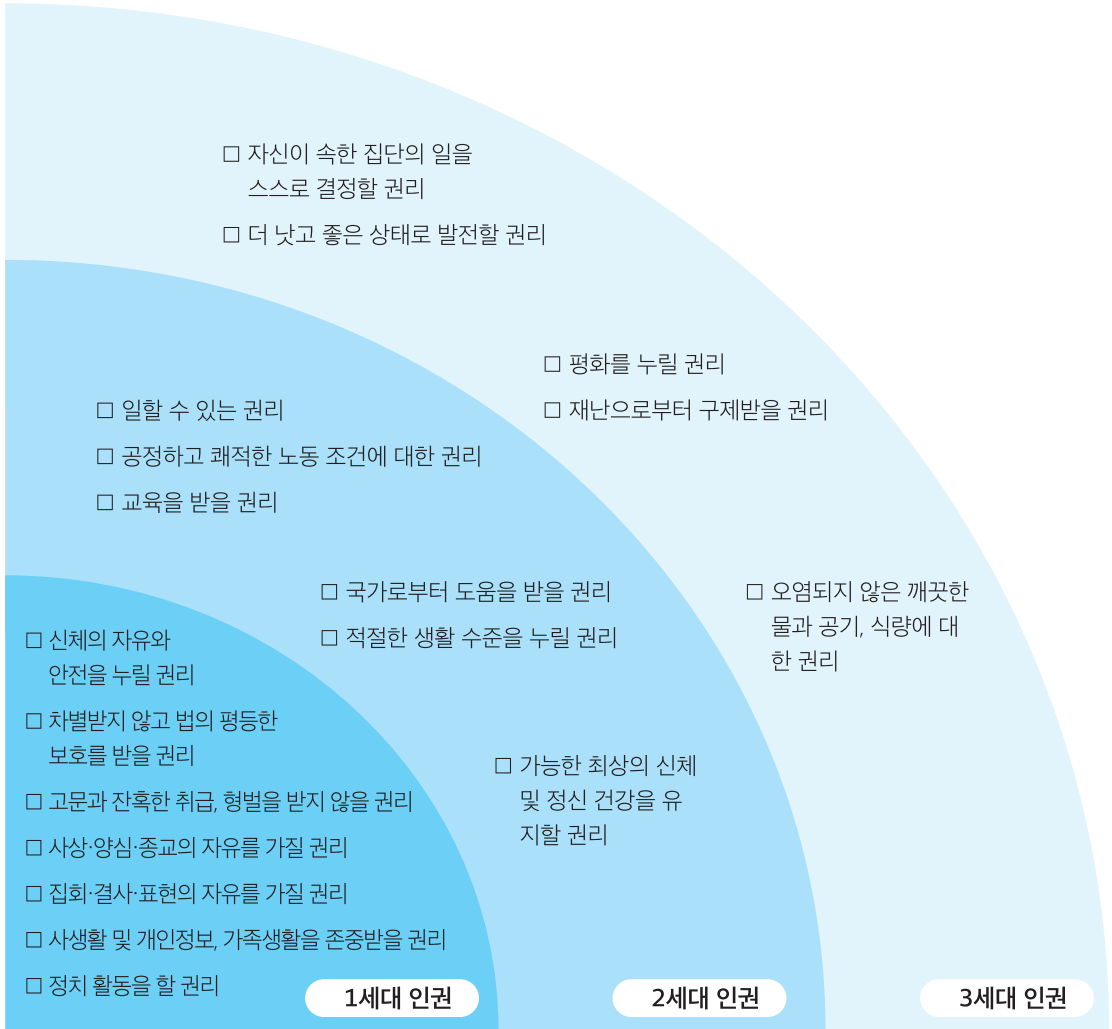 □ 자신이 속한 집단의 일을
스스로 결정할 권리
□ 더 낫고 좋은 상태로 발전할 권리
□ 평화를 누릴 권리
□ 재난으로부터 구제받을 권리
□ 오염되지 않은 깨끗한
물과 공기, 식량에 대
한 권리
□ 일할 수 있는 권리
□ 공정하고 쾌적한 노동 조건에 대한 권리
□ 교육을 받을 권리
□ 국가로부터 도움을 받을 권리
□ 적절한 생활 수준을 누릴 권리
□ 가능한 최상의 신체
및 정신 건강을 유
지할 권리
□ 신체의 자유와
안전을 누릴 권리
□ 차별받지 않고 법의 평등한
보호를 받을 권리
□ 고문과 잔혹한 취급, 형벌을 받지 않을 권리
□ 사상·양심·종교의 자유를 가질 권리
□ 집회·결사·표현의 자유를 가질 권리
□ 사생활 및 개인정보, 가족생활을 존중받을 권리
□ 정치 활동을 할 권리
1세대 인권
2세대 인권
3세대 인권